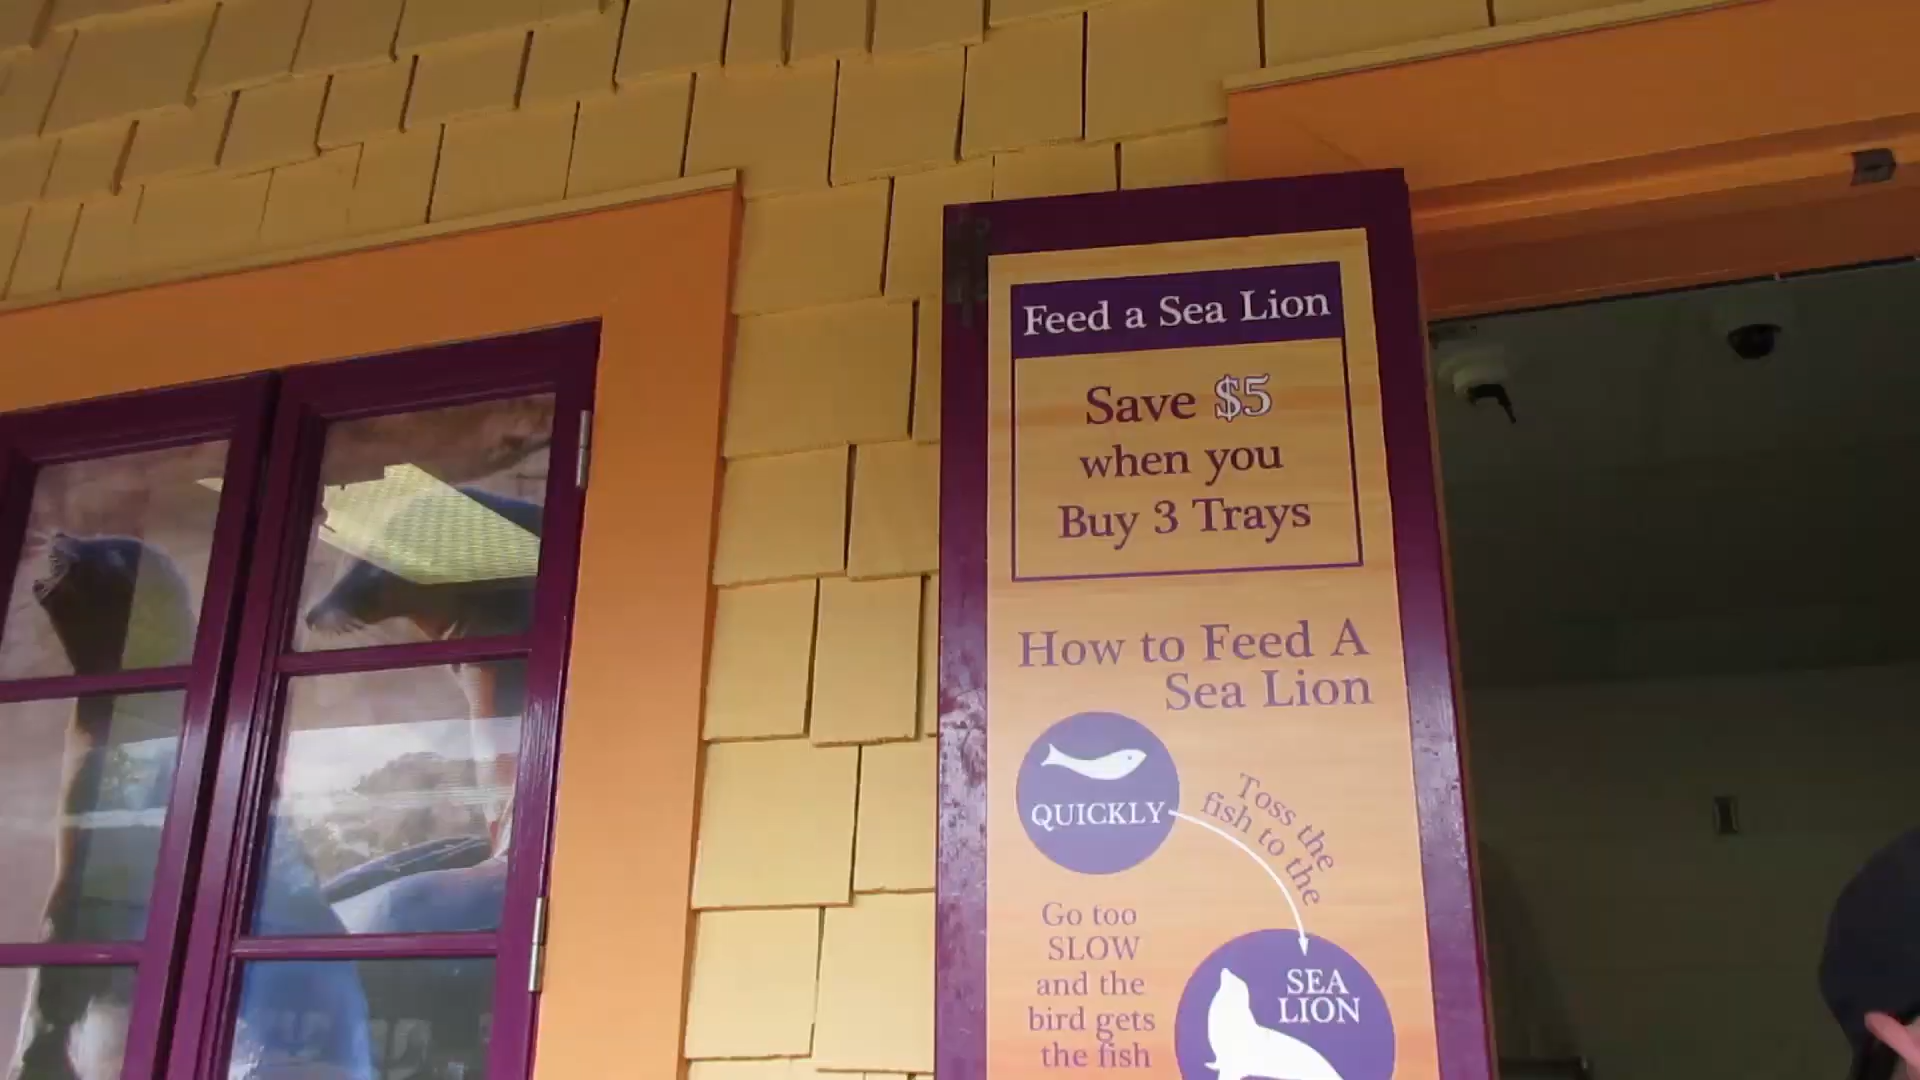 Feed a Sea Lion
Save $5
when you
Buy 3 Trays
How to Feed A
Sea Lion
QUICKLY
Toss the
fish to the
Go too
SLOW
and the
bird gets
the fish
SEA
LION